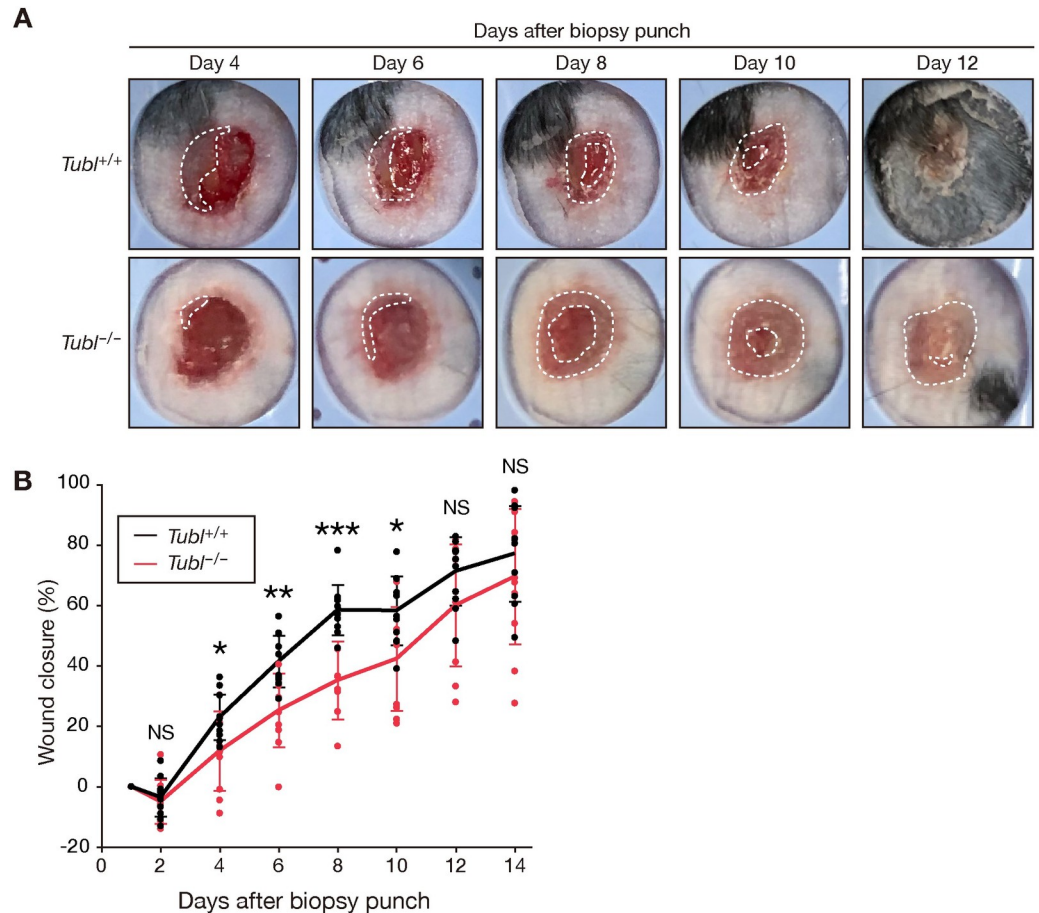 A
Days after biopsy punch
Day 4 Day 6 Day 8 Day 10 Day 12
Tubl+/+
Tubl−/−
B
100
80
60
40
20
0
-20
Wound closure (%)
Tubl+/+
Tubl−/−
NS
*
**
***
*
NS
NS
0 2 4 6 8 10 12 14
Days after biopsy punch